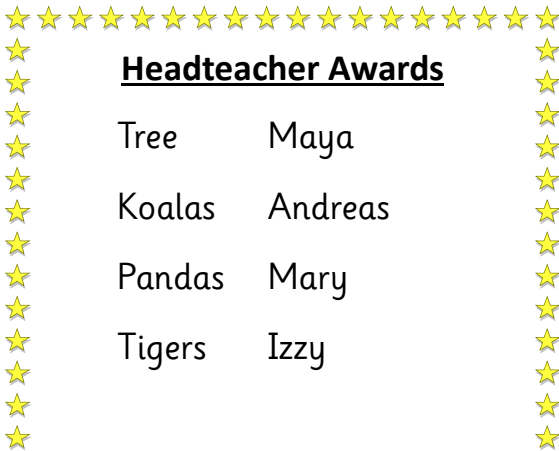 Headteacher Awards
Tree Maya
Koalas Andreas
Pandas Mary
Tigers Izzy